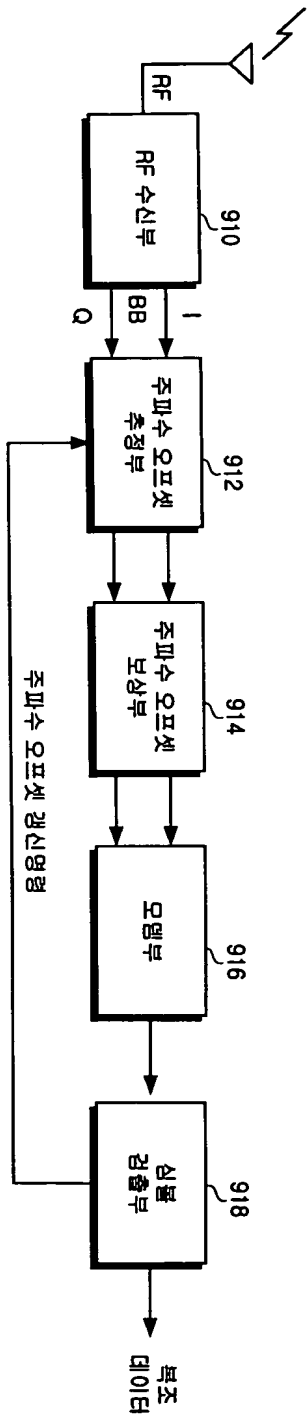 RF
910
RF 수신부
I
BB
Q
912
주파수 오프셋
추정부
914
주파수 오프셋
보상부
916
모뎀부
918
심볼
검출부
복조
데이터
주파수 오프셋 갱신명령